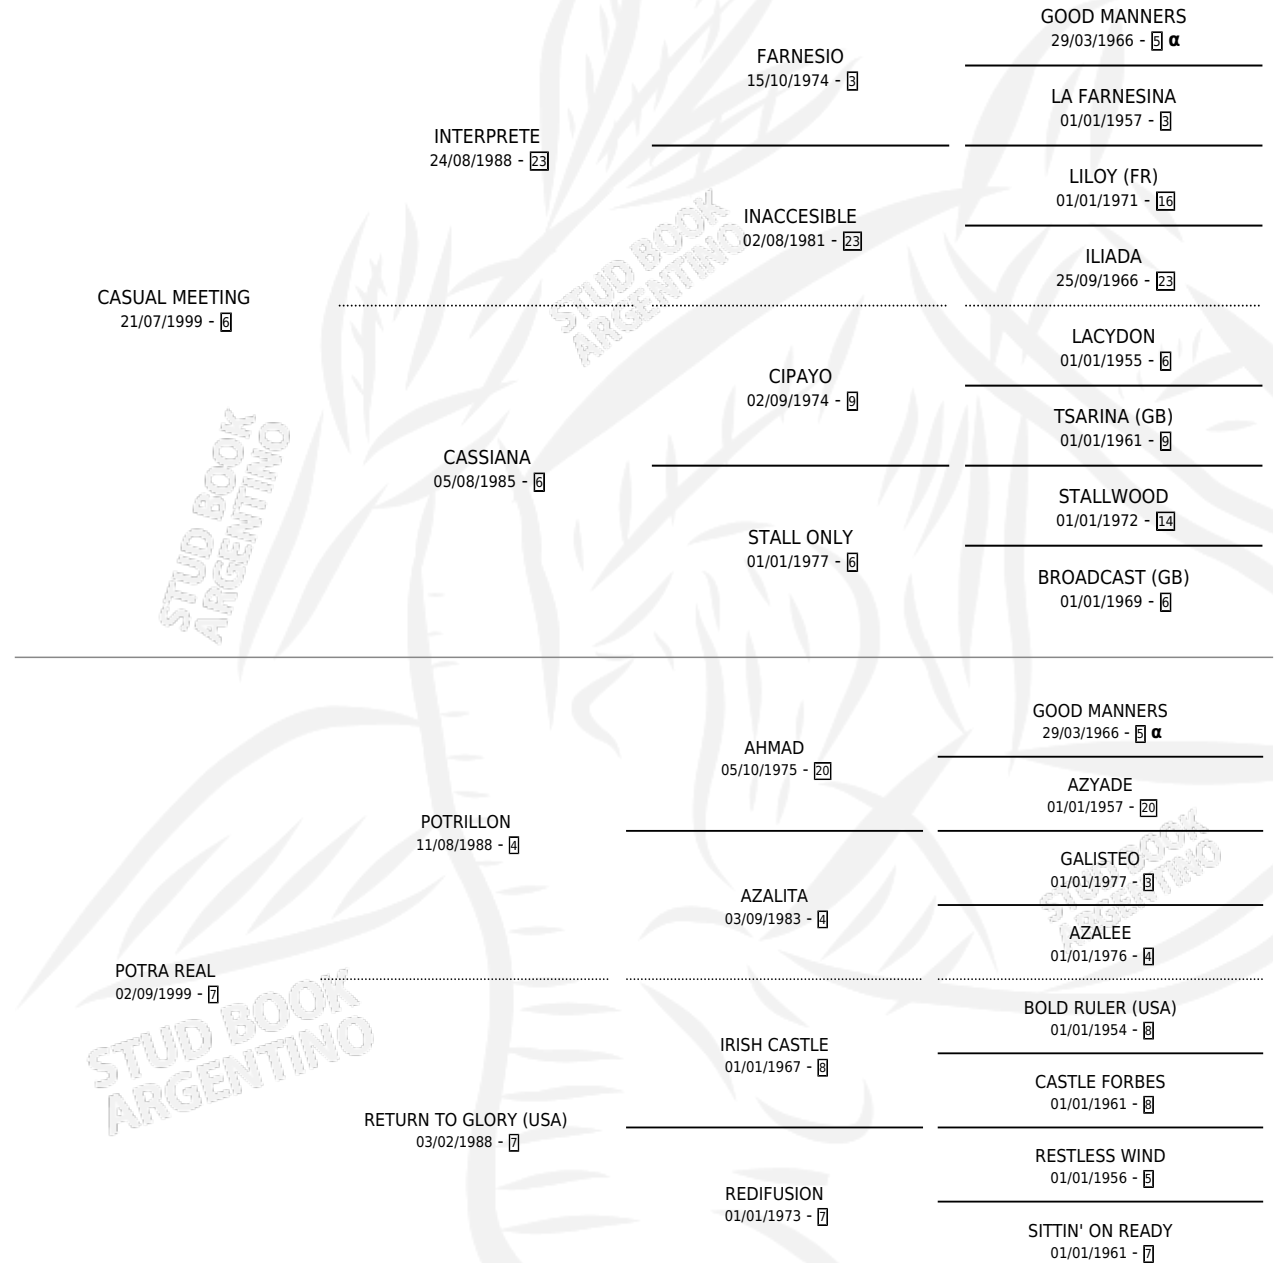 GOOD MANNERS
29/03/1966 - 5 α
FARNESIO
15/10/1974 - 3
LA FARNESINA
01/01/1957 - 3
INTERPRETE
24/08/1988 - 23
LILOY (FR)
01/01/1971 - 16
INACCESIBLE
02/08/1981 - 23
ILIADA
25/09/1966 - 23
CASUAL MEETING
21/07/1999 - 6
LACYDON
01/01/1955 - 6
CIPAYO
02/09/1974 - 9
TSARINA (GB)
01/01/1961 - 9
CASSIANA
05/08/1985 - 6
STALLWOOD
01/01/1972 - 14
STALL ONLY
01/01/1977 - 6
BROADCAST (GB)
01/01/1969 - 6
STUD BOOK
ARGENTINO
STUD BOOK
ARGENTINO
GOOD MANNERS
29/03/1966 - 5 α
AHMAD
05/10/1975 - 20
AZYADE
01/01/1957 - 20
POTRILLON
11/08/1988 - 4
GALISTEO
01/01/1977 - 3
AZALITA
03/09/1983 - 4
AZALEE
01/01/1976 - 4
POTRA REAL
02/09/1999 - 7
BOLD RULER (USA)
01/01/1954 - 8
IRISH CASTLE
01/01/1967 - 8
CASTLE FORBES
01/01/1961 - 8
RETURN TO GLORY (USA)
03/02/1988 - 7
RESTLESS WIND
01/01/1956 - 5
REDIFUSION
01/01/1973 - 7
SITTIN' ON READY
01/01/1961 - 7
STUD BOOK
ARGENTINO
STUD BOOK
ARGENTINO